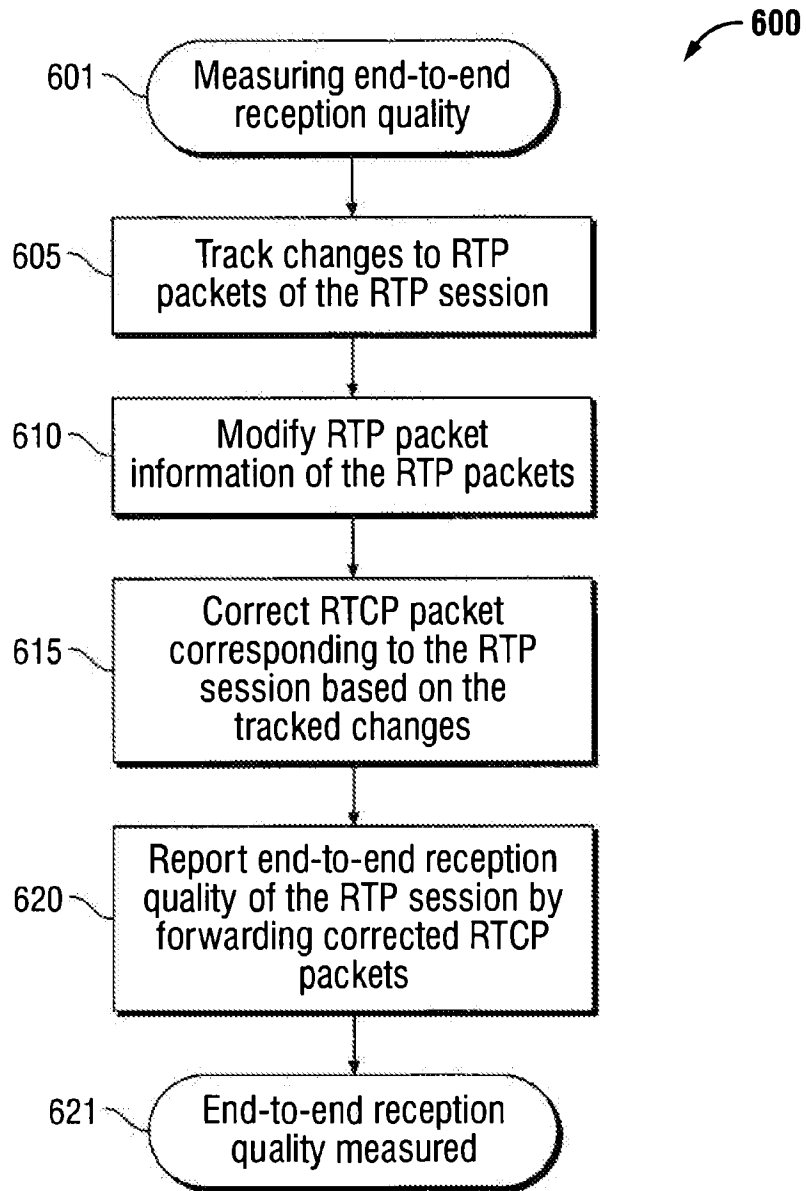 600
601
Measuring end-to-end
reception quality
605
Track changes to RTP
packets of the RTP session
610
Modify RTP packet
information of the RTP packets
615
Correct RTCP packet
corresponding to the RTP
session based on the
tracked changes
620
Report end-to-end reception
quality of the RTP session by
forwarding corrected RTCP
packets
621
End-to-end reception
quality measured